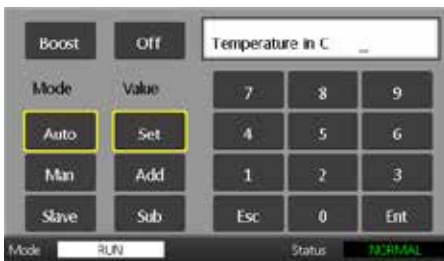 Boost Off Temperature in C _
Mode Value 7 8 9
Auto Set 4 5 6
Man Add 1 2 3
Slave Sub Esc 0 Ent
Mode RUN Status NORMAL